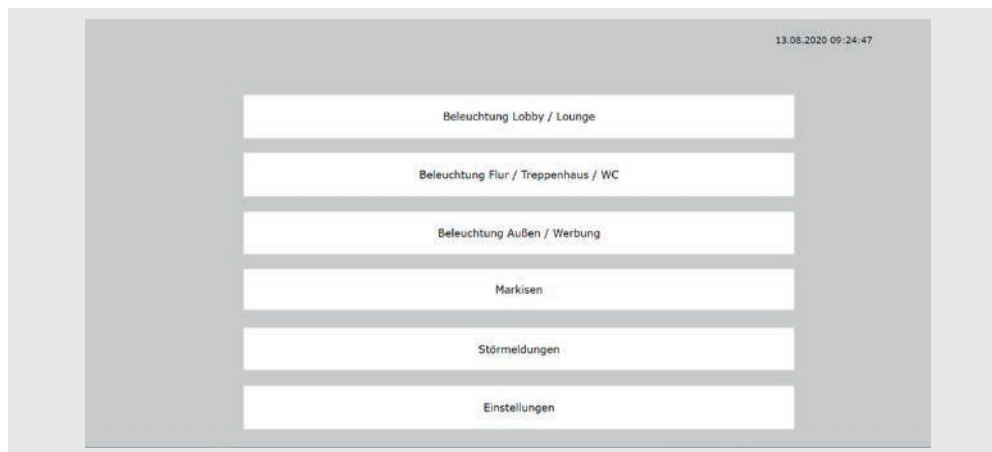 13.08.2020 09:24:47
Beleuchtung Lobby / Lounge
Beleuchtung Flur / Treppenhaus / WC
Beleuchtung Außen / Werbung
Markisen
Störmeldungen
Einstellungen